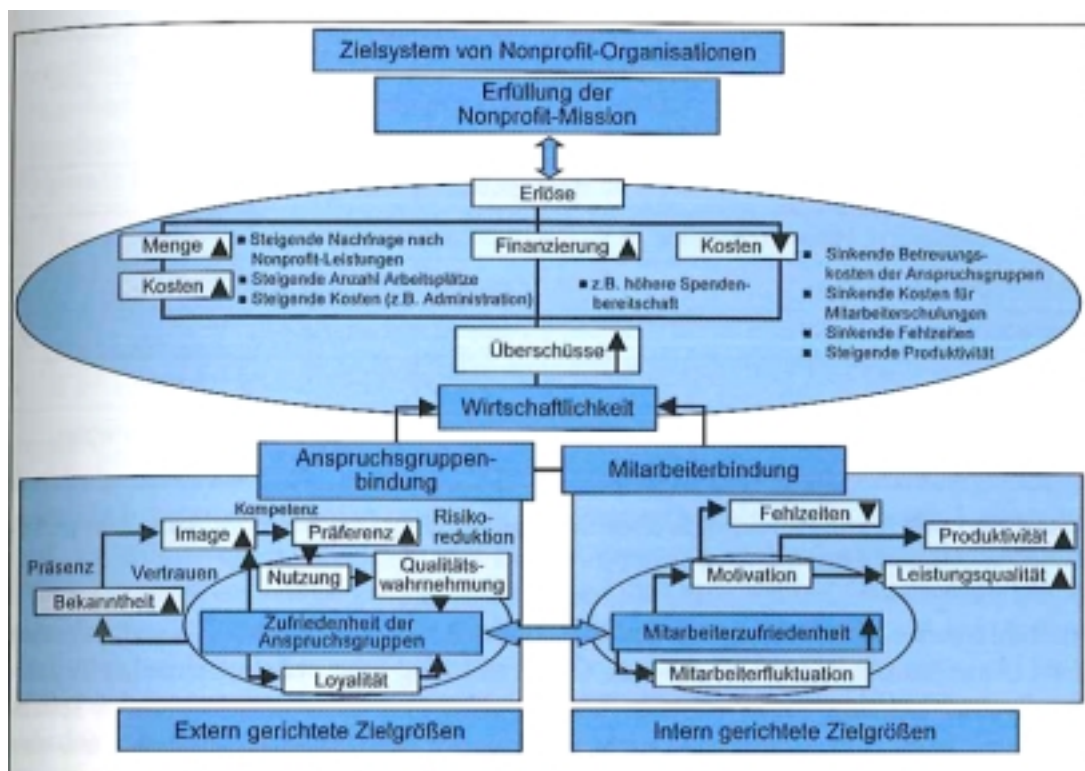 Zielsystem von Nonprofit-Organisationen
Erfüllung der
Nonprofit-Mission
Erlöse
Menge
Kosten
■ Steigende Nachfrage nach
Nonprofit-Leistungen
■ Steigende Anzahl Arbeitsplätze
■ Steigende Kosten (z.B. Administration)
Finanzierung
■ z.B. höhere Spenden-
bereitschaft
Kosten
■ Sinkende Betreuungs-
kosten der Anspruchsgruppen
■ Sinkende Kosten für
Mitarbeiterschulungen
■ Sinkende Fehlzeiten
■ Steigende Produktivität
Überschüsse
Wirtschaftlichkeit
Anspruchsgruppen-
bindung
Mitarbeiterbindung
Kompetenz
Image
Präferenz
Risiko-
reduktion
Präsenz
Vertrauen
Nutzung
Qualitäts-
wahrnehmung
Bekanntheit
Zufriedenheit der
Anspruchsgruppen
Loyalität
Fehlzeiten
Produktivität
Motivation
Leistungsqualität
Mitarbeiterzufriedenheit
Mitarbeiterfluktuation
Extern gerichtete Zielgrößen
Intern gerichtete Zielgrößen